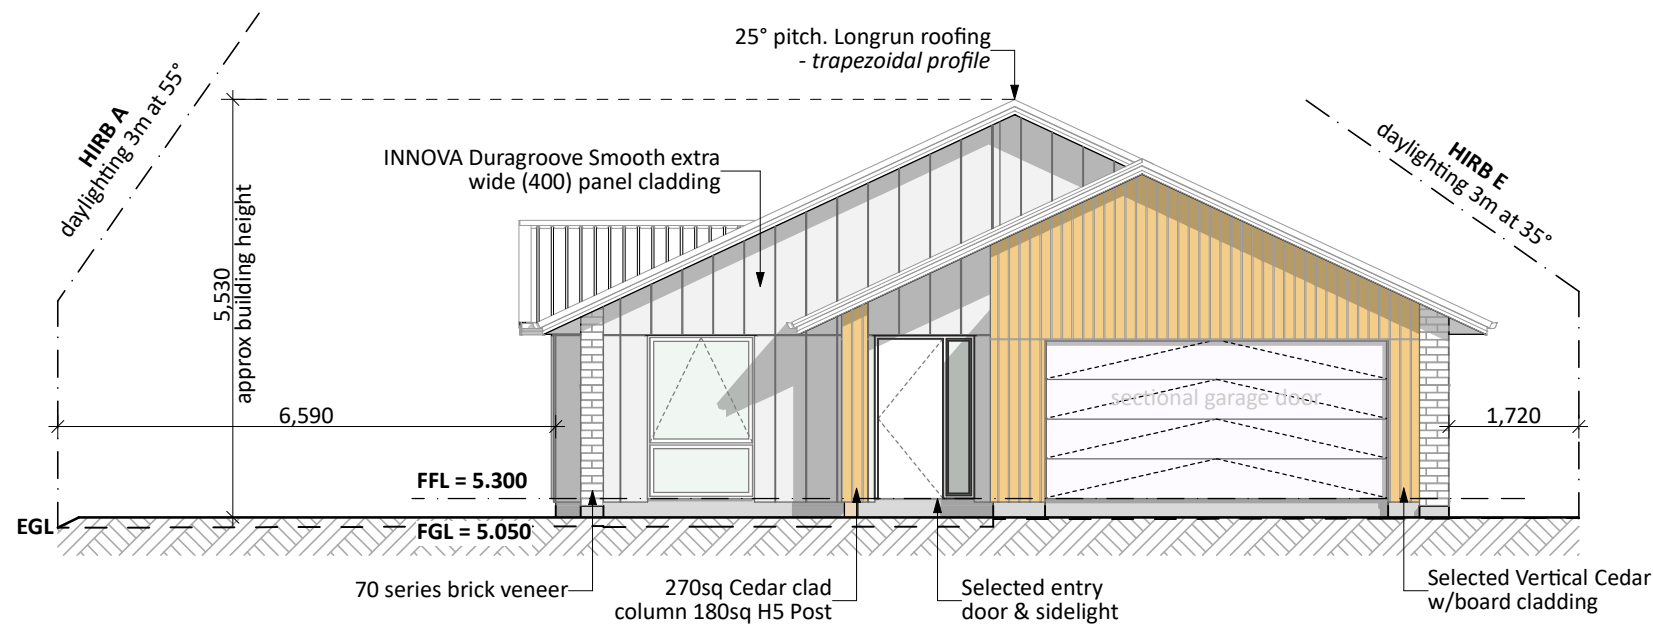 25° pitch. Longrun roofing
- trapezoidal profile
HIRB A
daylighting 3m at 55°
HIRB E
daylighting 3m at 35°
INNOVA Duragroove Smooth extra
wide (400) panel cladding
5,530
approx building height
sectional garage door
6,590
1,720
FFL = 5.300
EGL
FGL = 5.050
70 series brick veneer
270sq Cedar clad
column 180sq H5 Post
Selected entry
door & sidelight
Selected Vertical Cedar
w/board cladding